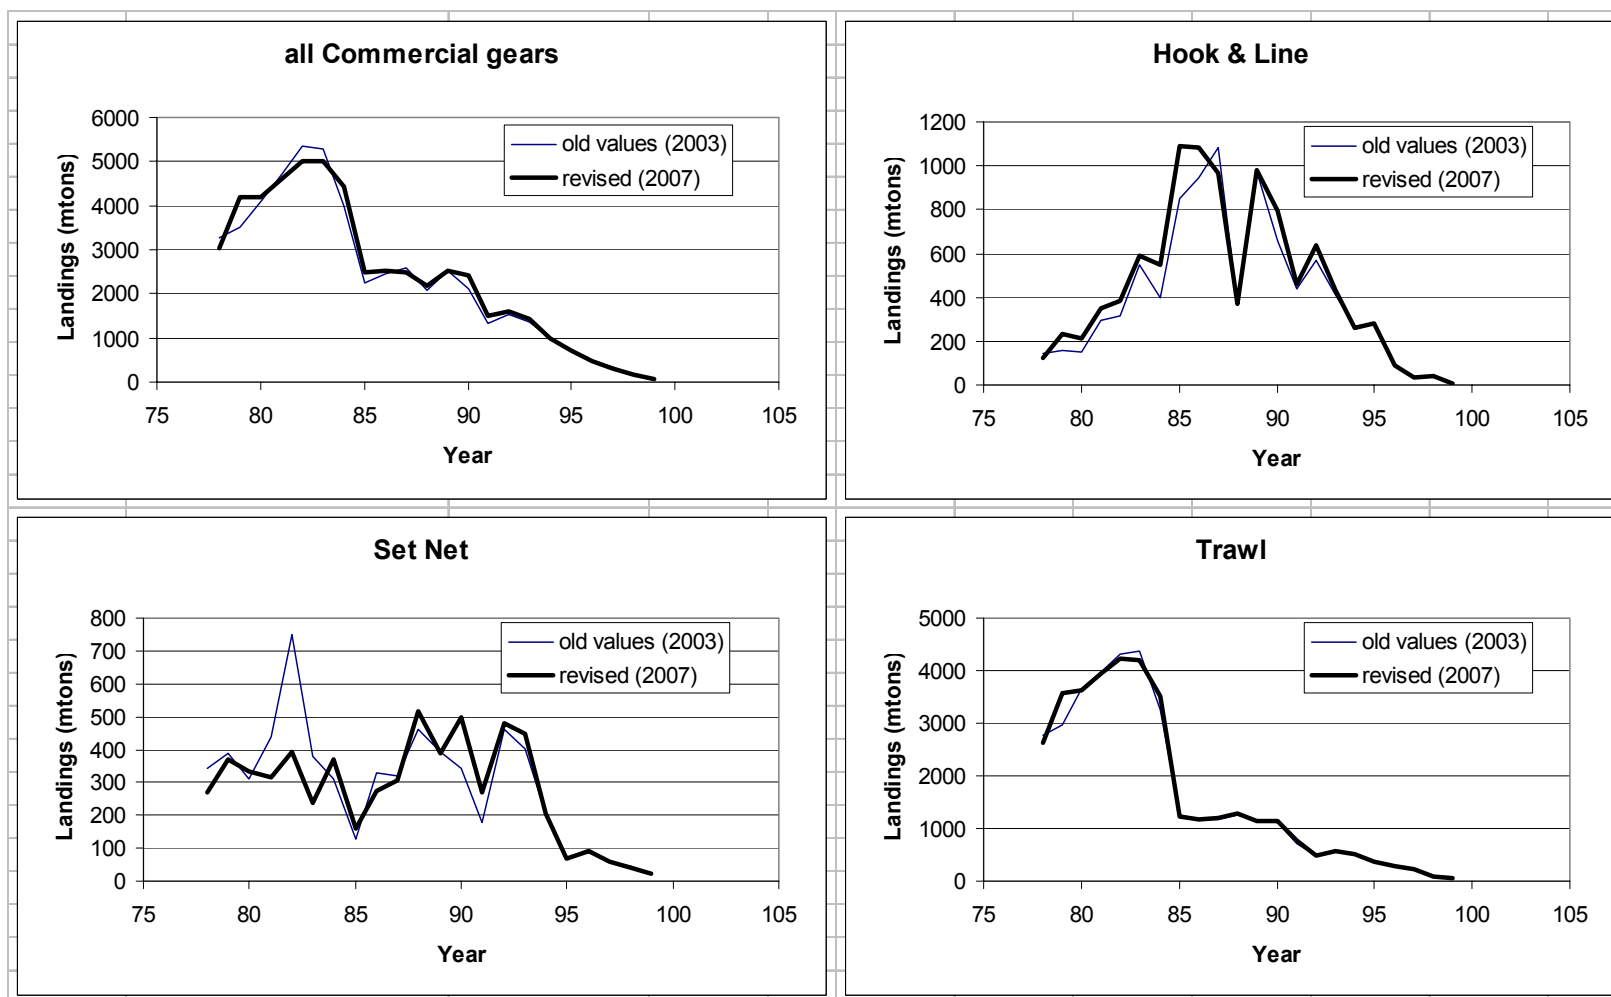 all Commercial gears
6000
5000
4000
3000
2000
1000
0
Landings (mtons)
old values (2003)
revised (2007)
75 80 85 90 95 100 105
Year
Hook & Line
1200
1000
800
600
400
200
0
Landings (mtons)
old values (2003)
revised (2007)
75 80 85 90 95 100 105
Year
Set Net
800
700
600
500
400
300
200
100
0
Landings (mtons)
old values (2003)
revised (2007)
75 80 85 90 95 100 105
Year
Trawl
5000
4000
3000
2000
1000
0
Landings (mtons)
old values (2003)
revised (2007)
75 80 85 90 95 100 105
Year